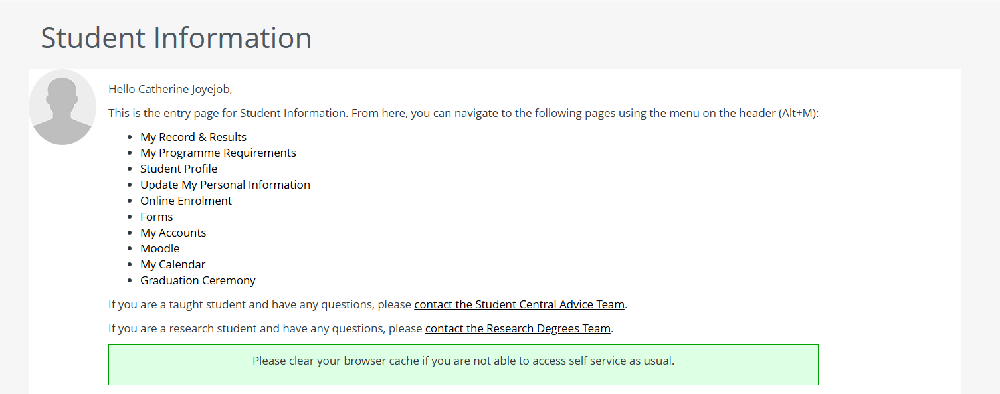 Student Information
Hello Catherine Joyejob,
This is the entry page for Student Information. From here, you can navigate to the following pages using the menu on the header (Alt+M):
My Record & Results
My Programme Requirements
Student Profile
Update My Personal Information
Online Enrolment
Forms
My Accounts
Moodle
My Calendar
Graduation Ceremony
If you are a taught student and have any questions, please contact the Student Central Advice Team.
If you are a research student and have any questions, please contact the Research Degrees Team.
Please clear your browser cache if you are not able to access self service as usual.